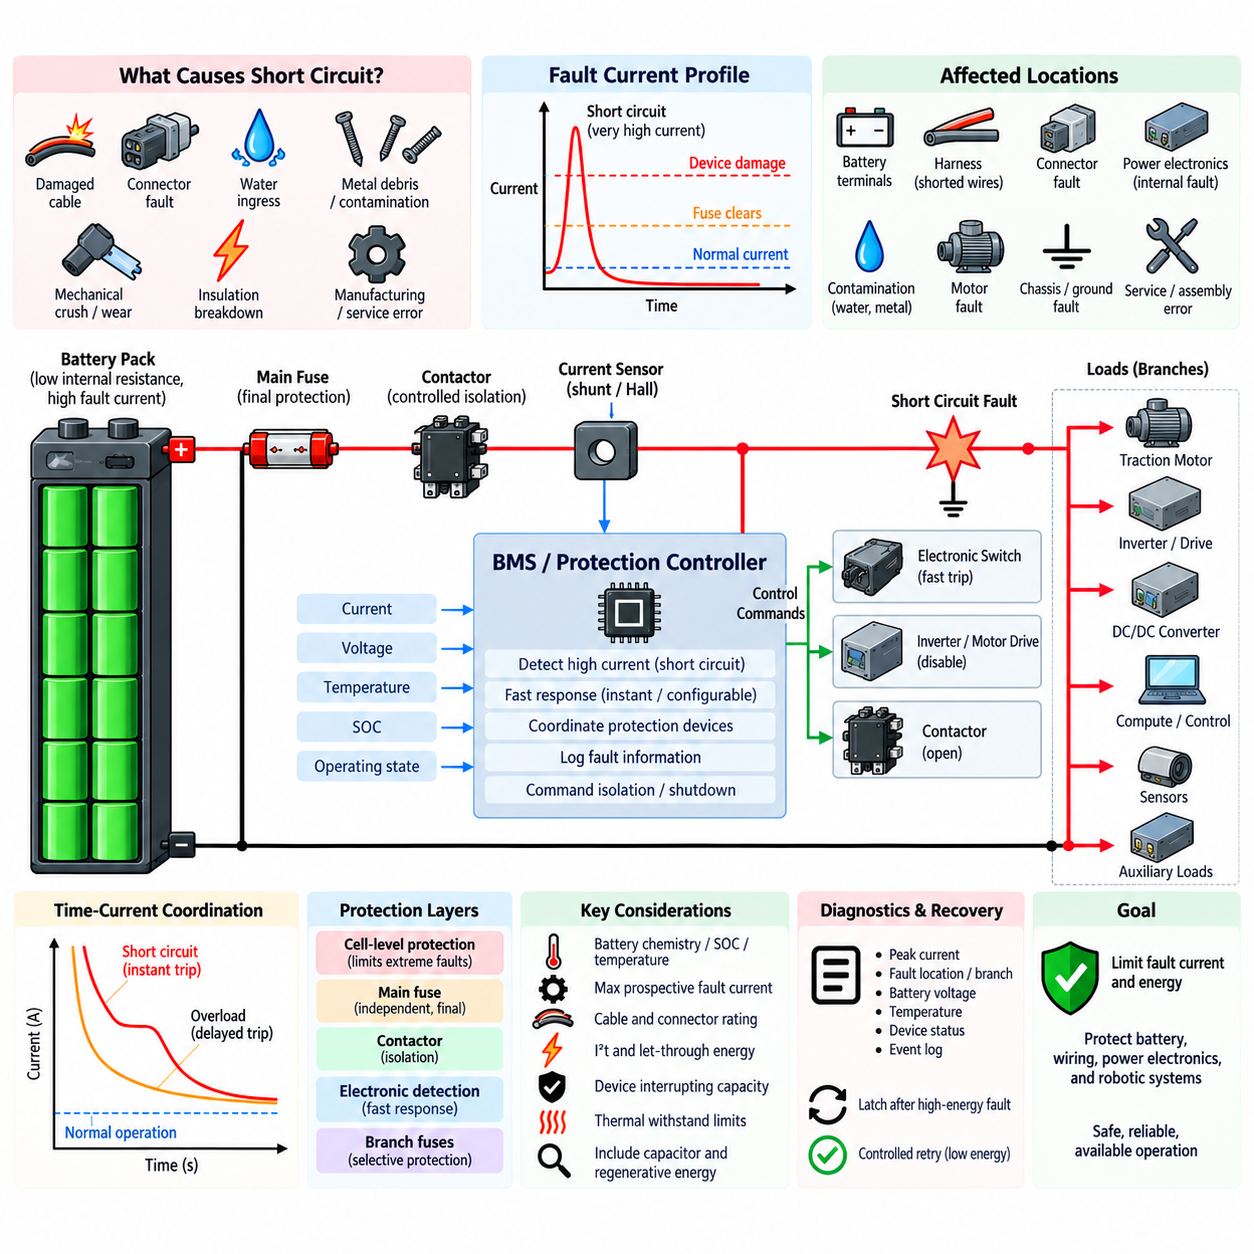 What Causes Short Circuit?
Damaged
cable
Connector
fault
Water
ingress
Metal debris
/ contamination
Mechanical
crush / wear
Insulation
breakdown
Manufacturing
/ service error
Fault Current Profile
Short circuit
(very high current)
Device damage
Current
Fuse clears
Normal current
Time
Affected Locations
Battery
terminals
Harness
(shorted wires)
Connector
fault
Power electronics
(internal fault)
Contamination
(water, metal)
Motor
fault
Chassis / ground
fault
Service / assembly
error
Battery Pack
(low internal resistance,
high fault current)
Main Fuse
(final protection)
Contactor
(controlled isolation)
Current Sensor
(shunt / Hall)
Short Circuit Fault
Loads (Branches)
+
-
Traction Motor
Inverter / Drive
DC/DC Converter
Compute / Control
Sensors
Auxiliary Loads
Current
Voltage
Temperature
SOC
Operating state
BMS / Protection Controller
Detect high current (short circuit)
Fast response (instant / configurable)
Coordinate protection devices
Log fault information
Command isolation / shutdown
Control
Commands
Electronic Switch
(fast trip)
Inverter / Motor Drive
(disable)
Contactor
(open)
Time-Current Coordination
Short circuit
(instant trip)
Overload
(delayed trip)
Current (A)
Normal operation
Time (s)
Protection Layers
Cell-level protection
(limits extreme faults)
Main fuse
(independent, final)
Contactor
(isolation)
Electronic detection
(fast response)
Branch fuses
(selective protection)
Key Considerations
Battery chemistry / SOC /
temperature
Max prospective fault current
Cable and connector rating
I²t and let-through energy
Device interrupting capacity
Thermal withstand limits
Include capacitor and
regenerative energy
Diagnostics & Recovery
• Peak current
• Fault location / branch
• Battery voltage
• Temperature
• Device status
• Event log
Latch after high-energy fault
Controlled retry (low energy)
Goal
Limit fault current
and energy
Protect battery,
wiring, power electronics,
and robotic systems
Safe, reliable,
available operation